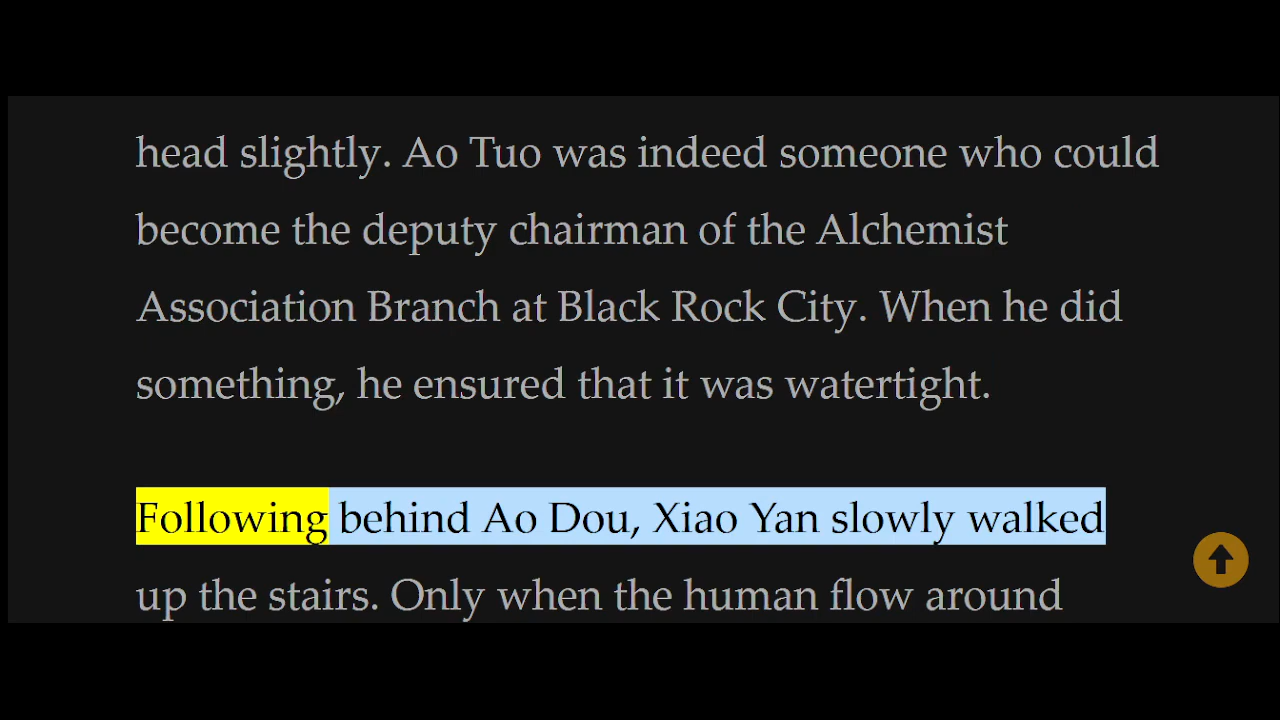 head slightly. Ao Tuo was indeed someone who could
become the deputy chairman of the Alchemist
Association Branch at Black Rock City. When he did
something, he ensured that it was watertight.
Following behind Ao Dou, Xiao Yan slowly walked
up the stairs. Only when the human flow around